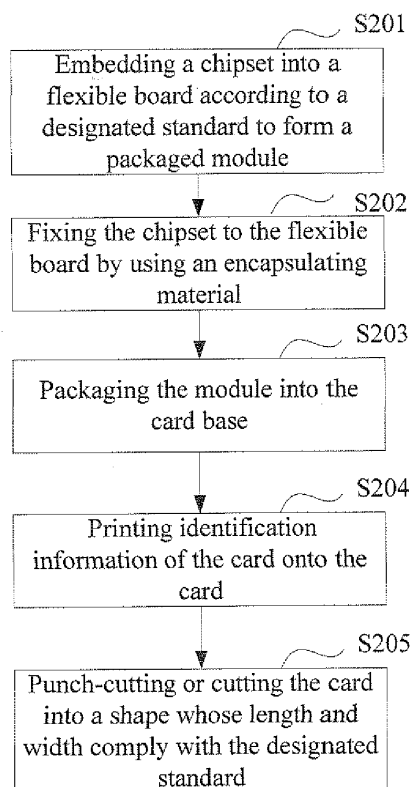 S201
Embedding a chipset into a
flexible board according to a
designated standard to form a
packaged module
S202
Fixing the chipset to the flexible
board by using an encapsulating
material
S203
Packaging the module into the
card base
S204
Printing identification
information of the card onto the
card
S205
Punch-cutting or cutting the card
into a shape whose length and
width comply with the designated
standard